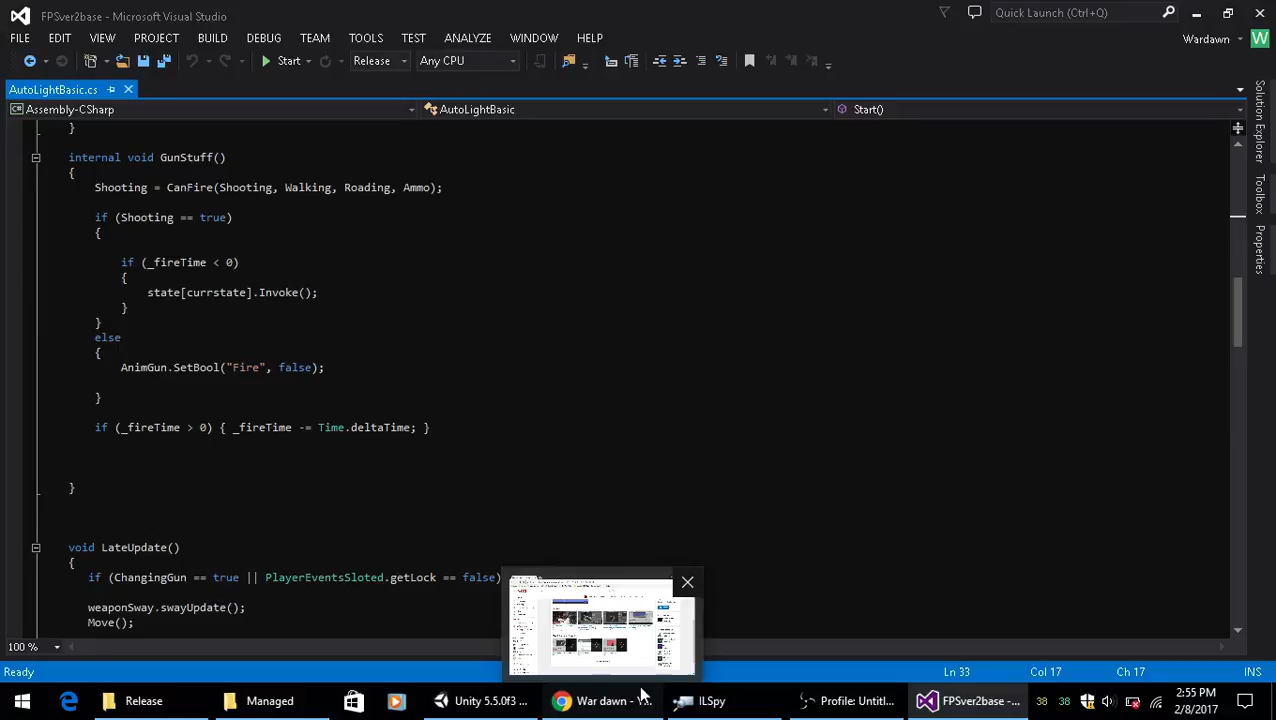 FPSver2base - Microsoft Visual Studio
Quick Launch (Ctrl+Q)
FILE EDIT VIEW PROJECT BUILD DEBUG TEAM TOOLS TEST ANALYZE WINDOW HELP
Wardawn W
Start Release Any CPU
AutoLightBasic.cs
Assembly-CSharp AutoLightBasic Start()
}
internal void GunStuff()
{
Shooting = CanFire(Shooting, Walking, Roading, Ammo);
if (Shooting == true)
{
if (_fireTime < 0)
{
state[currstate].Invoke();
}
}
else
{
AnimGun.SetBool("Fire", false);
}
if (_fireTime > 0) { _fireTime -= Time.deltaTime; }
}
void LateUpdate()
{
if (ChangingGun == true || PlayerEventsSloted.getLock == false)
weaponSway.swayUpdate();
Move();
Solution Explorer
Toolbox
Properties
100 %
Ready Ln 33 Col 17 Ch 17 INS
Release Managed Unity 5.5.0f3 ... War dawn - Y... ILSpy Profile: Untitl... FPSver2base -... 38 38 2:55 PM
2/8/2017